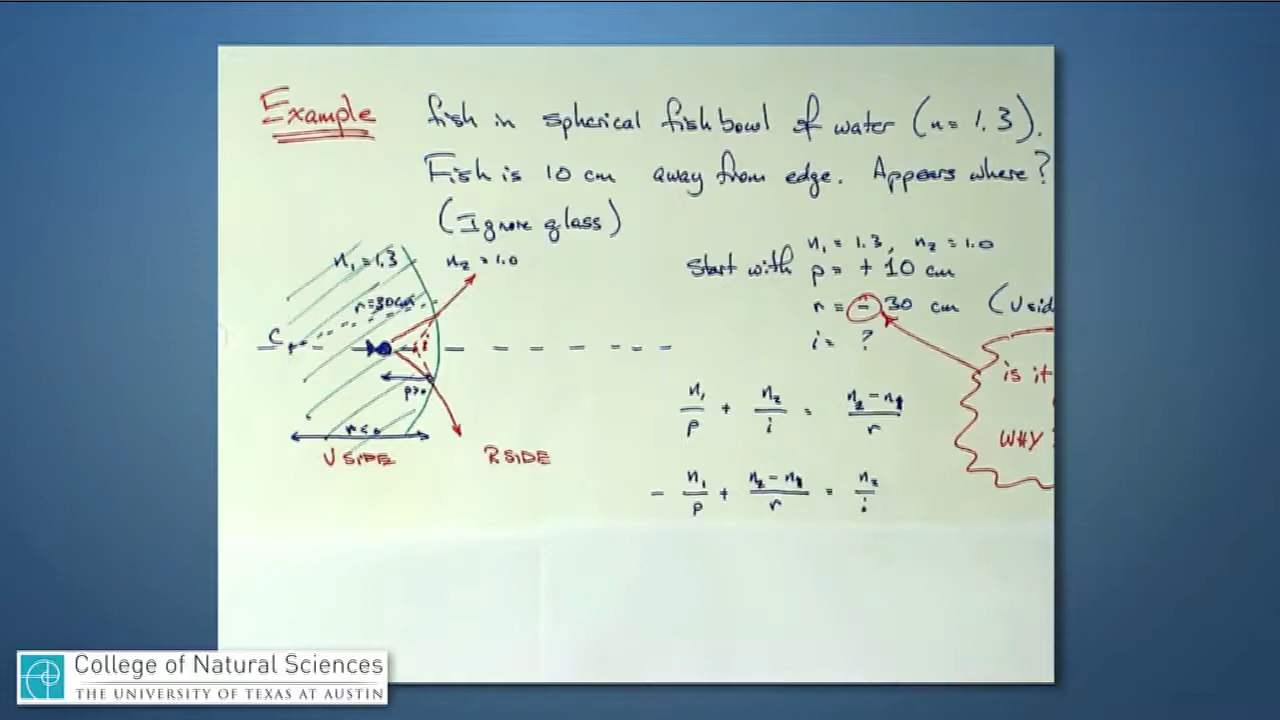 Example fish in spherical fishbowl of water (n = 1.3).
Fish is 10 cm away from edge. Appears where?
(Ignore glass)
n₁ = 1.3
n₂ = 1.0
r = 30cm
C
i
p>0
r<0
V SIDE
R SIDE
n₁ = 1.3, n₂ = 1.0
Start with p = + 10 cm
r = - 30 cm (V sid
i = ?
is it
WHY
n₁/p + n₂/i = n₂ - n₁/r
- n₁/p + n₂ - n₁/r = n₂/i
College of Natural Sciences
THE UNIVERSITY OF TEXAS AT AUSTIN